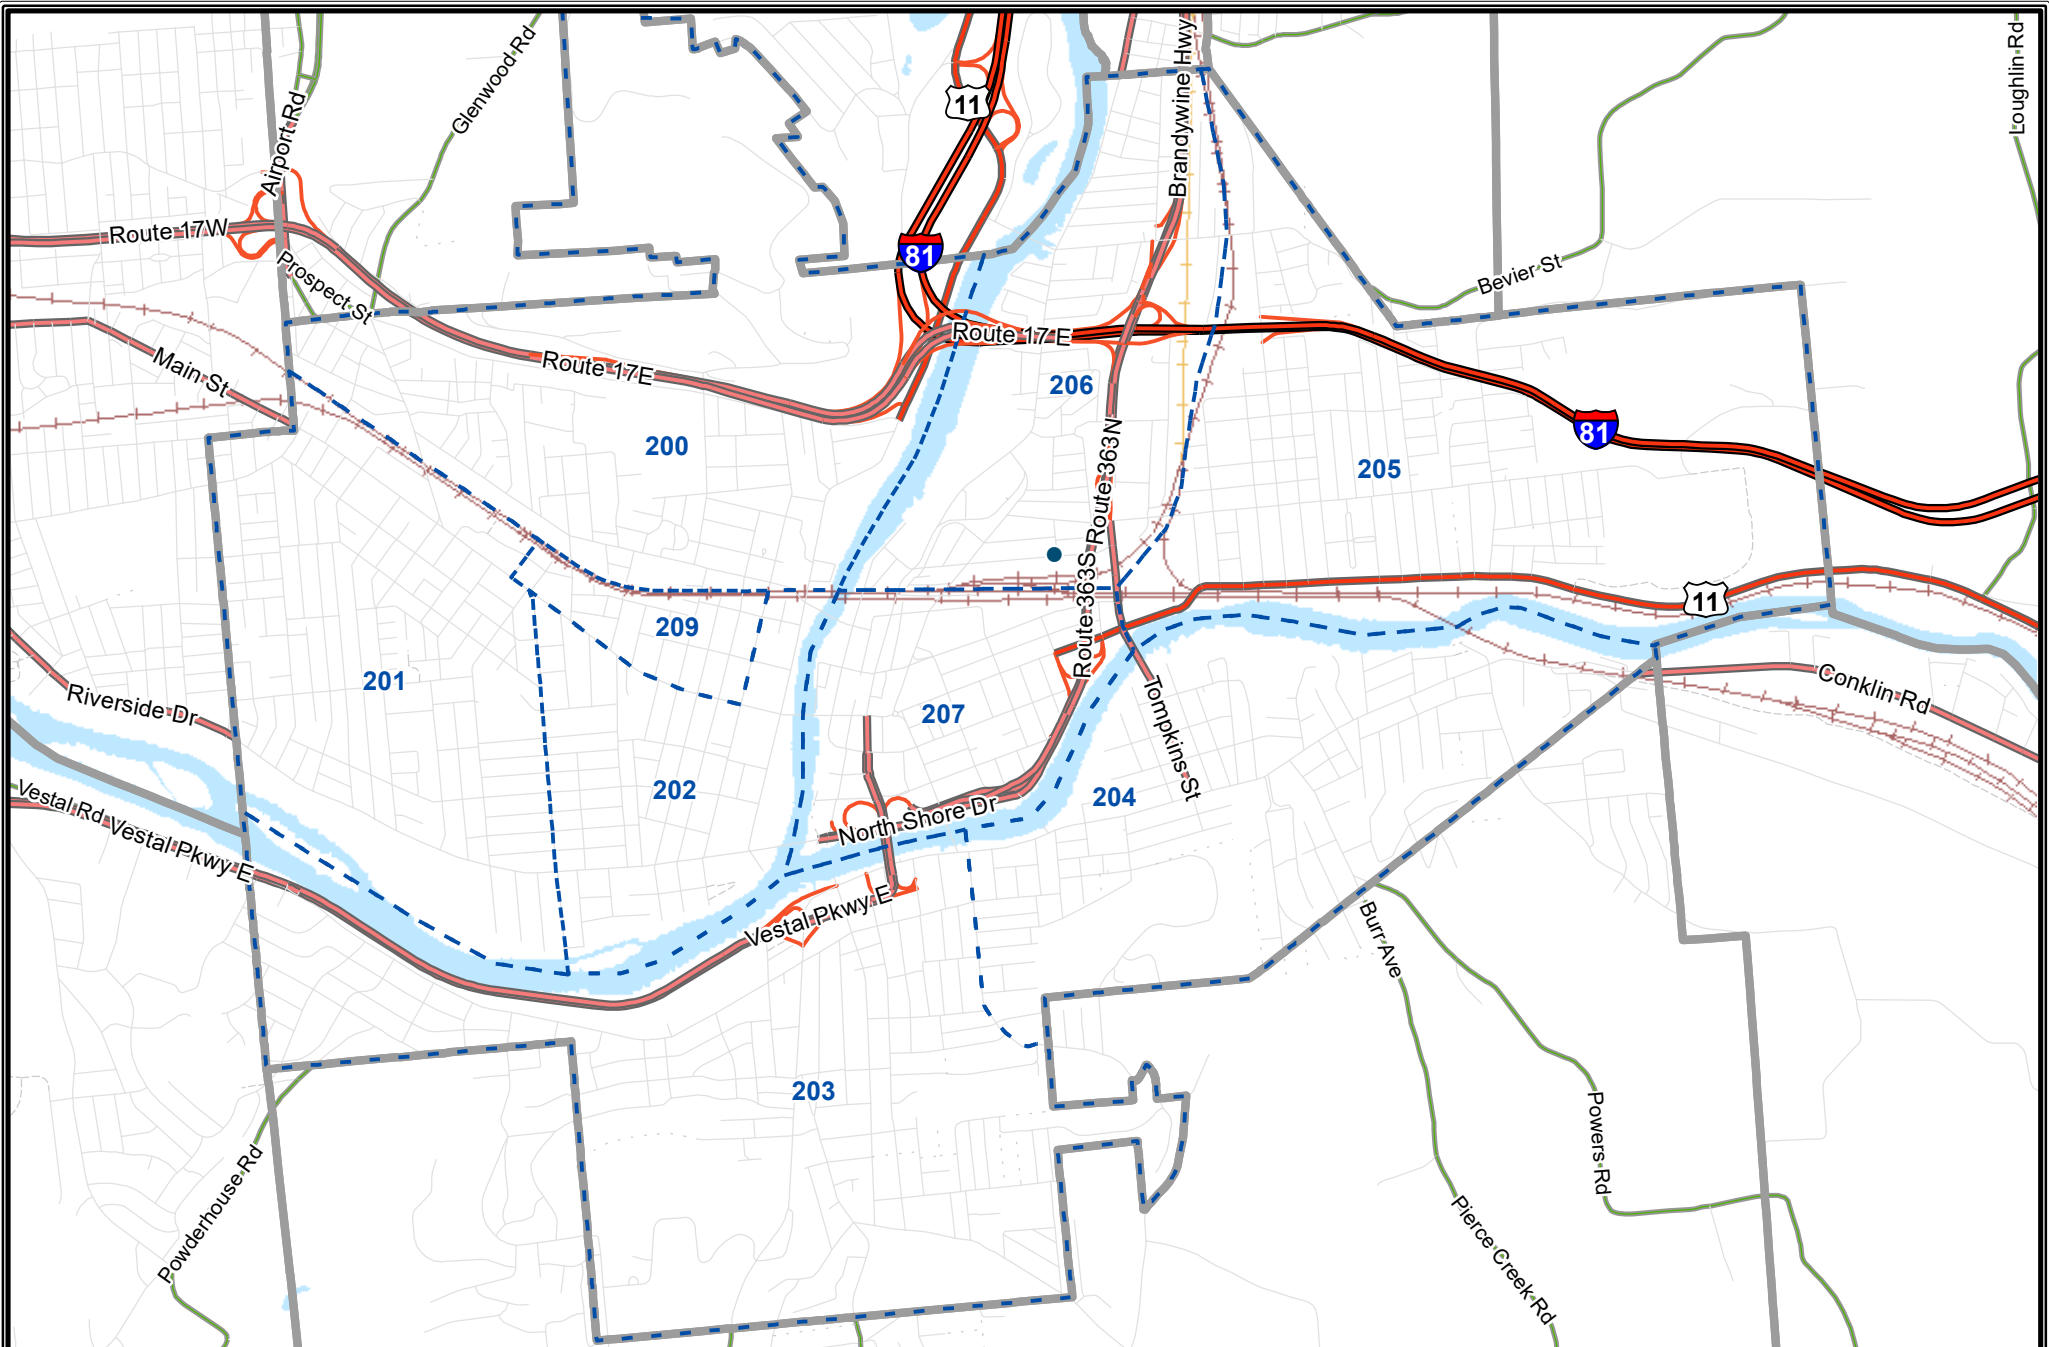 Loughlin Rd
Glenwood Rd
Brandywine Hwy
11
Airport Rd
Route 17W
81
Prospect St
Bevier St
Route 17 E
Main St
Route 17E
206
81
200
205
Route 363N
Route 363S
11
209
201
Riverside Dr
207
Tompkins St
Conklin Rd
202
204
Vestal Rd
North Shore Dr
Vestal Pkwy E
Vestal Pkwy E
Burr Ave
203
Powers Rd
Powderhouse Rd
Pierce Creek Rd